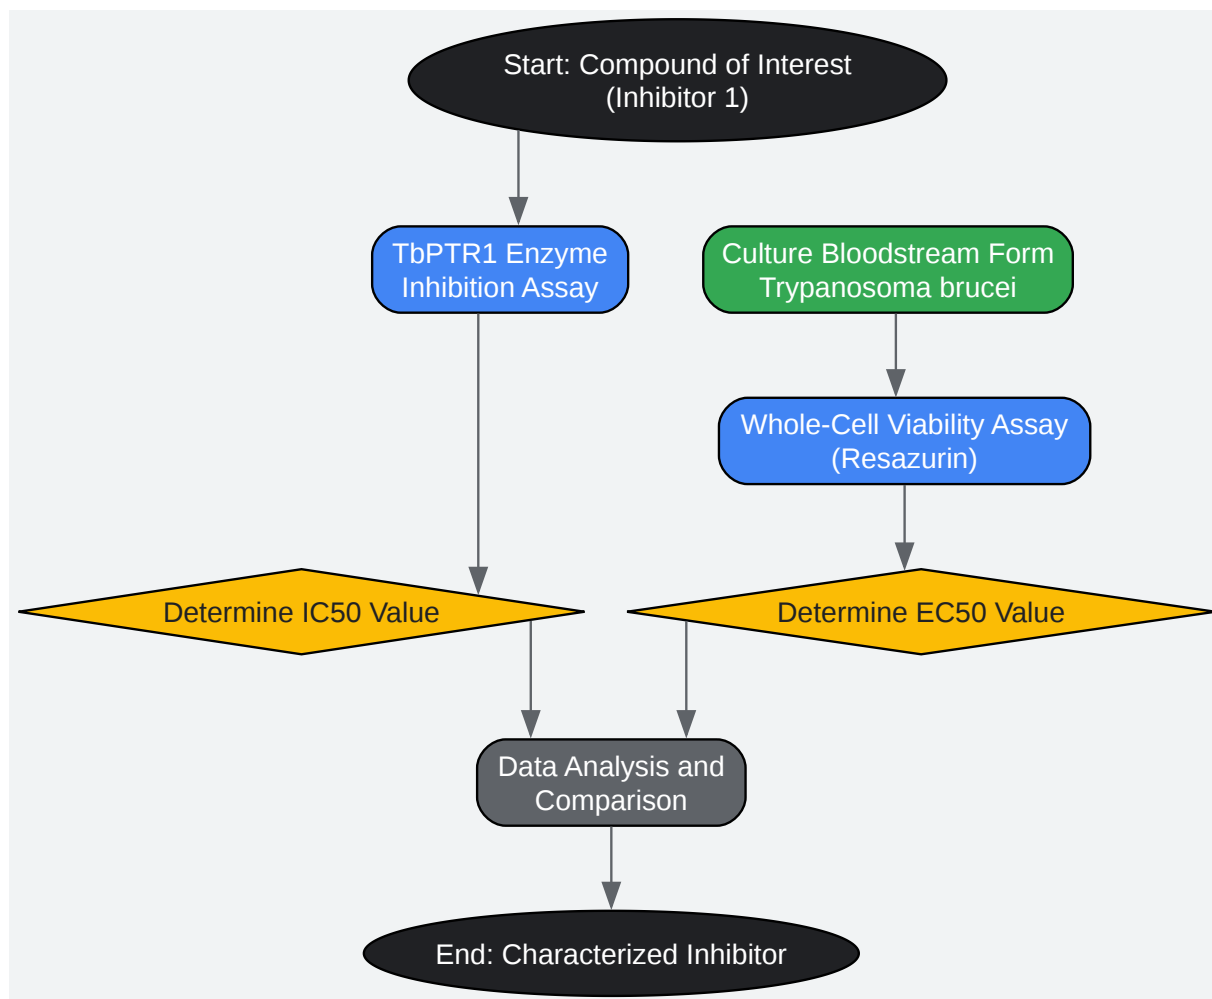 Start: Compound of Interest
(Inhibitor 1)
TbPTR1 Enzyme
Inhibition Assay
Culture Bloodstream Form
Trypanosoma brucei
Whole-Cell Viability Assay
(Resazurin)
Determine IC50 Value
Determine EC50 Value
Data Analysis and
Comparison
End: Characterized Inhibitor